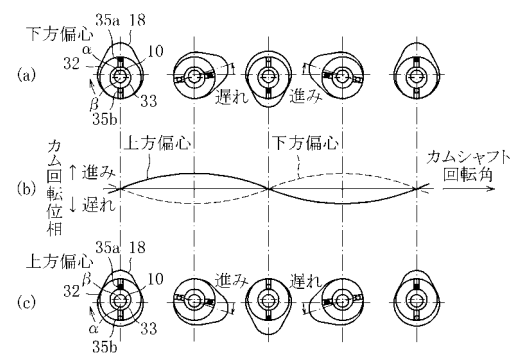 35a 18
下方偏心
α 10
32
(a)
β 33
35b
遅れ 進み
上方偏心 下方偏心
カムシャフト
回転角
カム回転位相
↑進み
(b)
↓遅れ
35a 18
上方偏心
β 10
32 進み 遅れ
(c)
α 33
35b